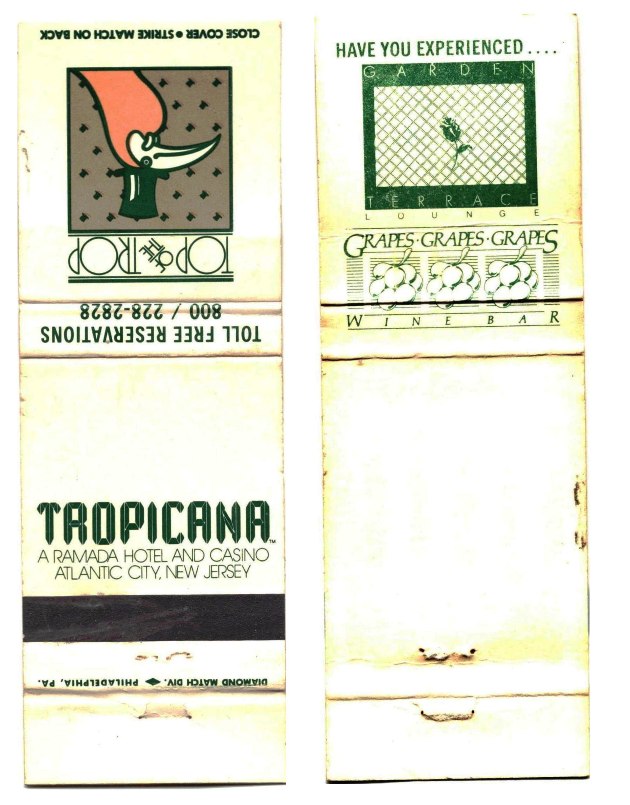 CLOSE COVER • STRIKE MATCH ON BACK
TOP OF THE TROP
800 / 228-2828
TOLL FREE RESERVATIONS
TROPICANA™
A RAMADA HOTEL AND CASINO
ATLANTIC CITY, NEW JERSEY
DIAMOND MATCH DIV. PHILADELPHIA, PA.
HAVE YOU EXPERIENCED ....
GARDEN
TERRACE
LOUNGE
GRAPES·GRAPES·GRAPES
WINE BAR